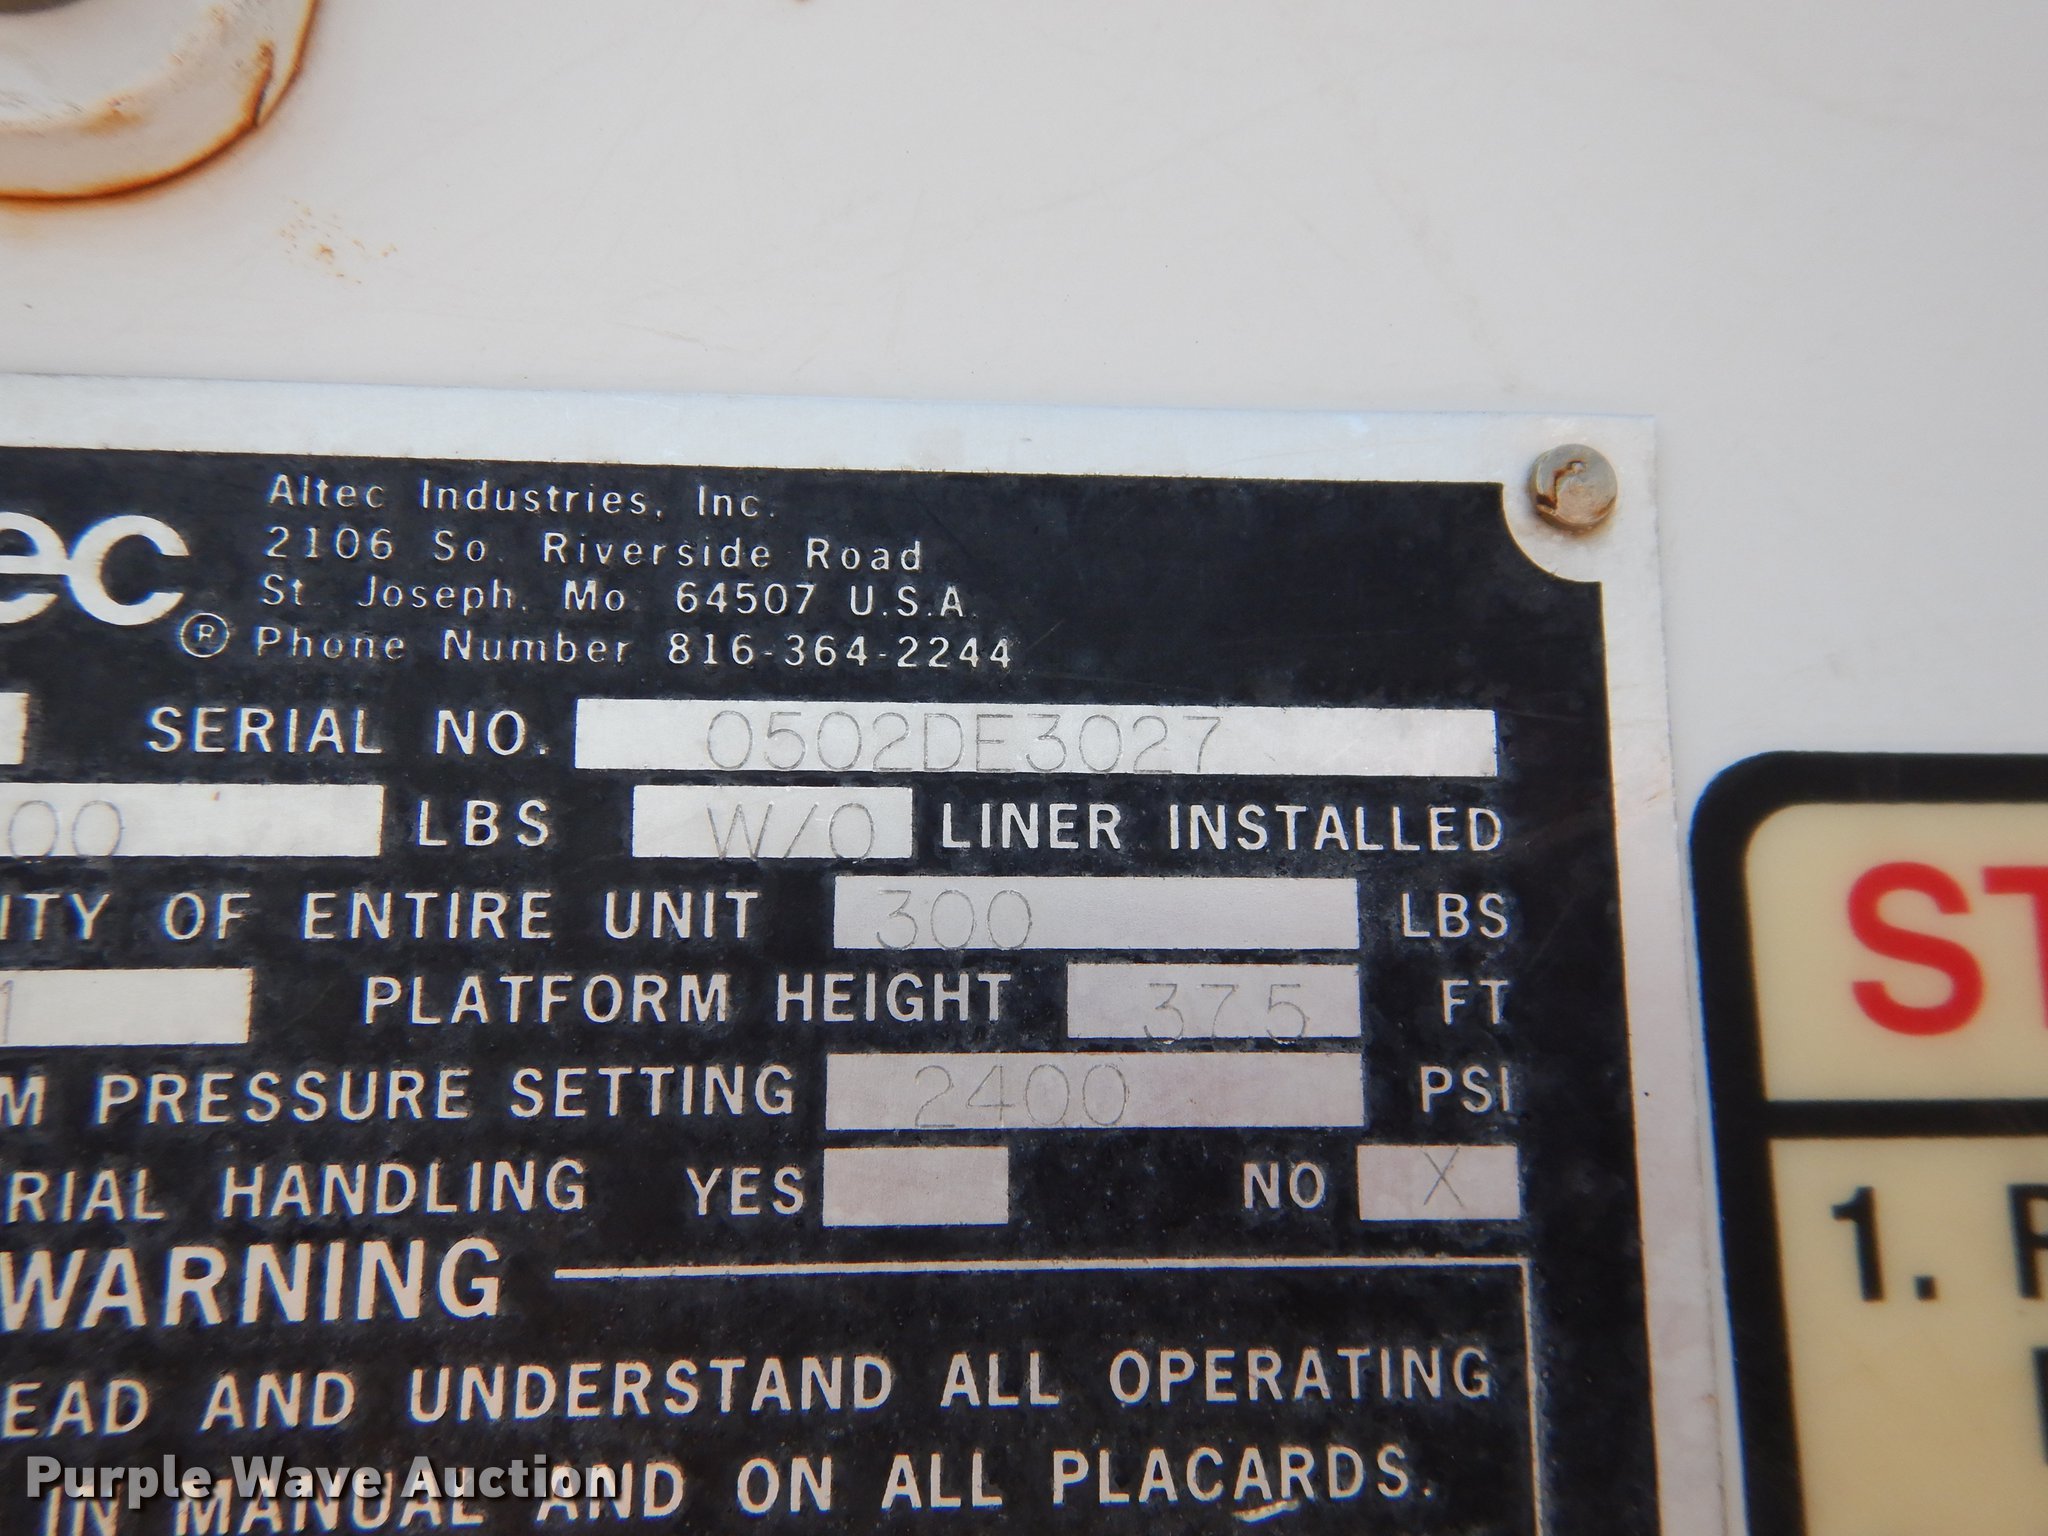 Altec Industries, Inc.
2106 So. Riverside Road
St. Joseph, Mo. 64507 U.S.A.
ec ® Phone Number 816-364-2244
SERIAL NO. 0502DE3027
00 LBS W/O LINER INSTALLED
ITY OF ENTIRE UNIT 300 LBS
1 PLATFORM HEIGHT 37.5 FT
M PRESSURE SETTING 2400 PSI
RIAL HANDLING YES NO X
WARNING
EAD AND UNDERSTAND ALL OPERATING
IN MANUAL AND ON ALL PLACARDS.
ST
1.
Purple Wave Auction